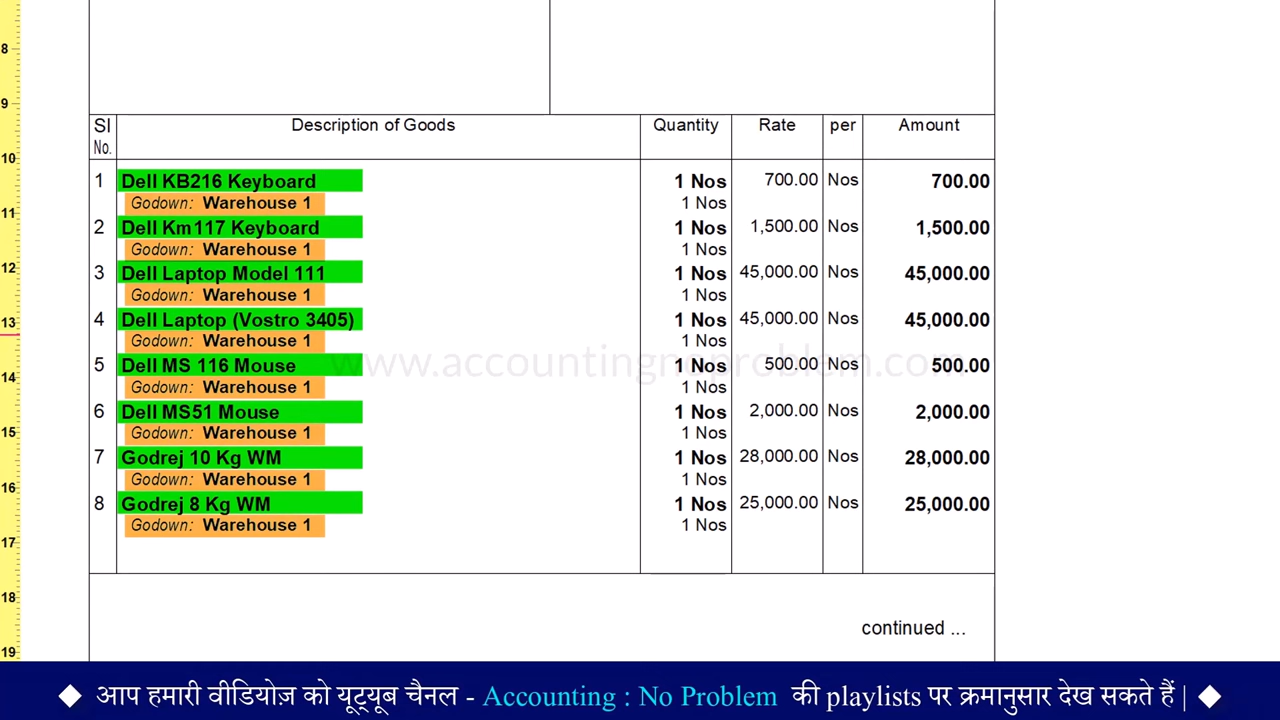 8
9
Sl No. Description of Goods Quantity Rate per Amount
10
1 Dell KB216 Keyboard 1 Nos 700.00 Nos 700.00
Godown: Warehouse 1 1 Nos
11
2 Dell Km117 Keyboard 1 Nos 1,500.00 Nos 1,500.00
Godown: Warehouse 1 1 Nos
12
3 Dell Laptop Model 111 1 Nos 45,000.00 Nos 45,000.00
Godown: Warehouse 1 1 Nos
13
4 Dell Laptop (Vostro 3405) 1 Nos 45,000.00 Nos 45,000.00
Godown: Warehouse 1 1 Nos
www.accountingnoproblem.com
5 Dell MS 116 Mouse 1 Nos 500.00 Nos 500.00
14
Godown: Warehouse 1 1 Nos
6 Dell MS51 Mouse 1 Nos 2,000.00 Nos 2,000.00
15
Godown: Warehouse 1 1 Nos
7 Godrej 10 Kg WM 1 Nos 28,000.00 Nos 28,000.00
Godown: Warehouse 1 1 Nos
16
8 Godrej 8 Kg WM 1 Nos 25,000.00 Nos 25,000.00
Godown: Warehouse 1 1 Nos
17
18
continued ...
19
◆ आप हमारी वीडियोज़ को यूट्यूब चैनल - Accounting : No Problem की playlists पर क्रमानुसार देख सकते हैं | ◆